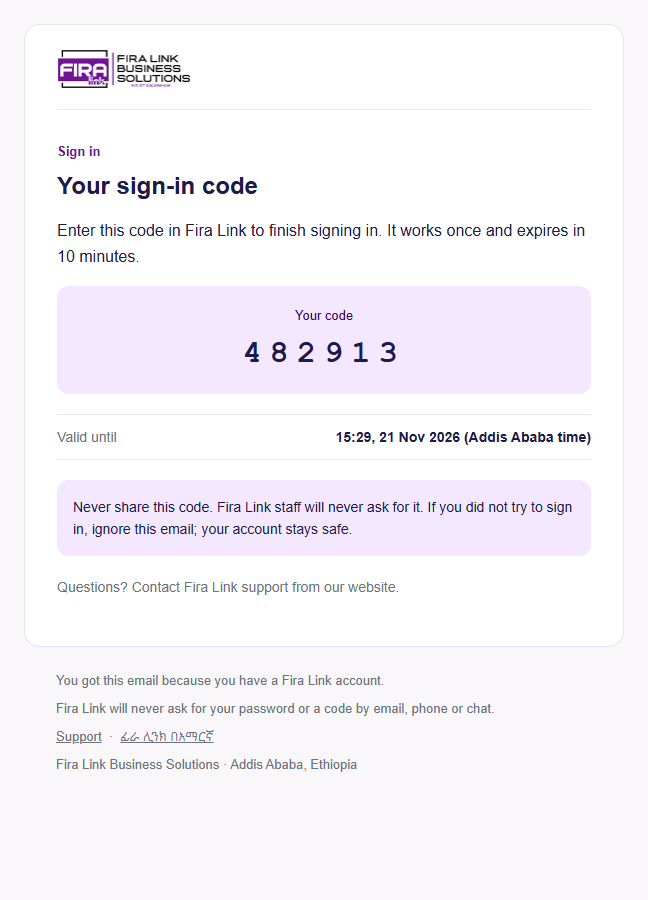 FIRA
link
FIRA LINK
BUSINESS
SOLUTIONS
Sign in
Your sign-in code
Enter this code in Fira Link to finish signing in. It works once and expires in
10 minutes.
Your code
482913
Valid until
15:29, 21 Nov 2026 (Addis Ababa time)
Never share this code. Fira Link staff will never ask for it. If you did not try to sign
in, ignore this email; your account stays safe.
Questions? Contact Fira Link support from our website.
You got this email because you have a Fira Link account.
Fira Link will never ask for your password or a code by email, phone or chat.
Support · ፊራ ሊንክ በአማርኛ
Fira Link Business Solutions · Addis Ababa, Ethiopia